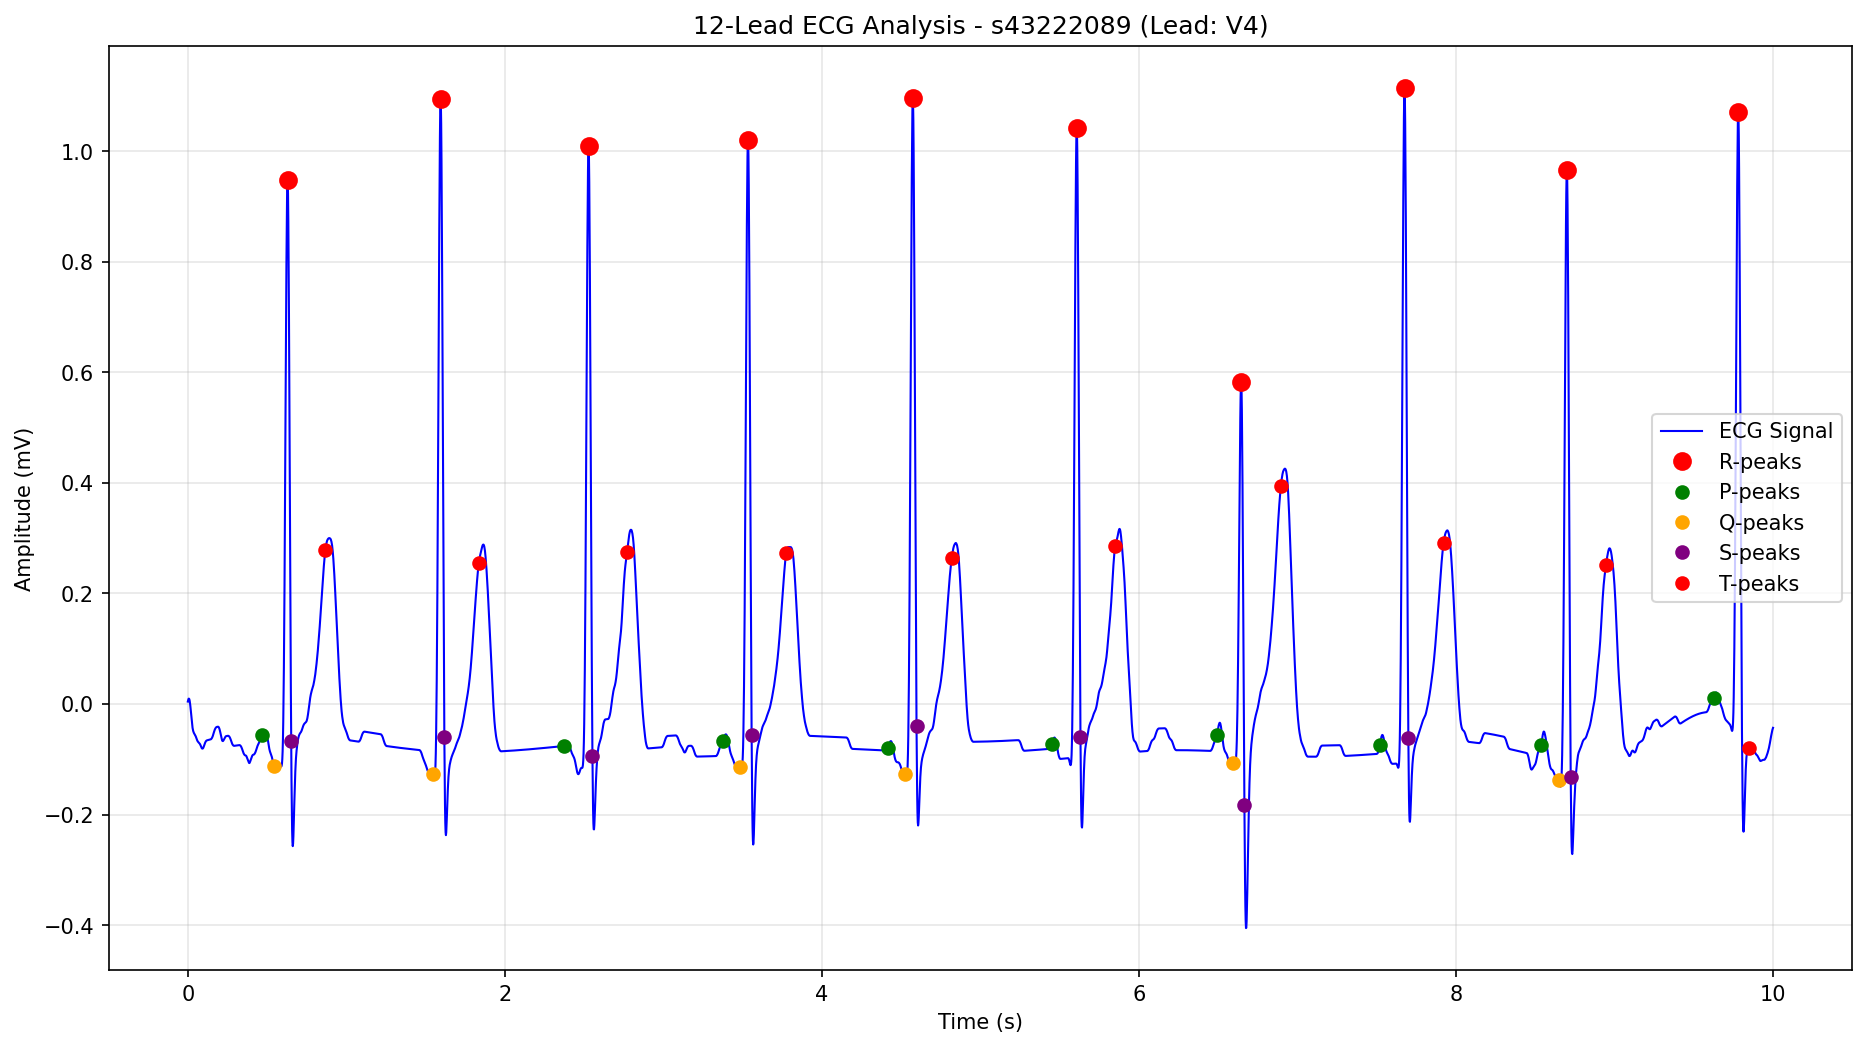 12-Lead ECG Analysis - s43222089 (Lead: V4)
Amplitude (mV)
1.0
0.8
0.6
0.4
0.2
0.0
−0.2
−0.4
ECG Signal
R-peaks
P-peaks
Q-peaks
S-peaks
T-peaks
0 2 4 6 8 10
Time (s)